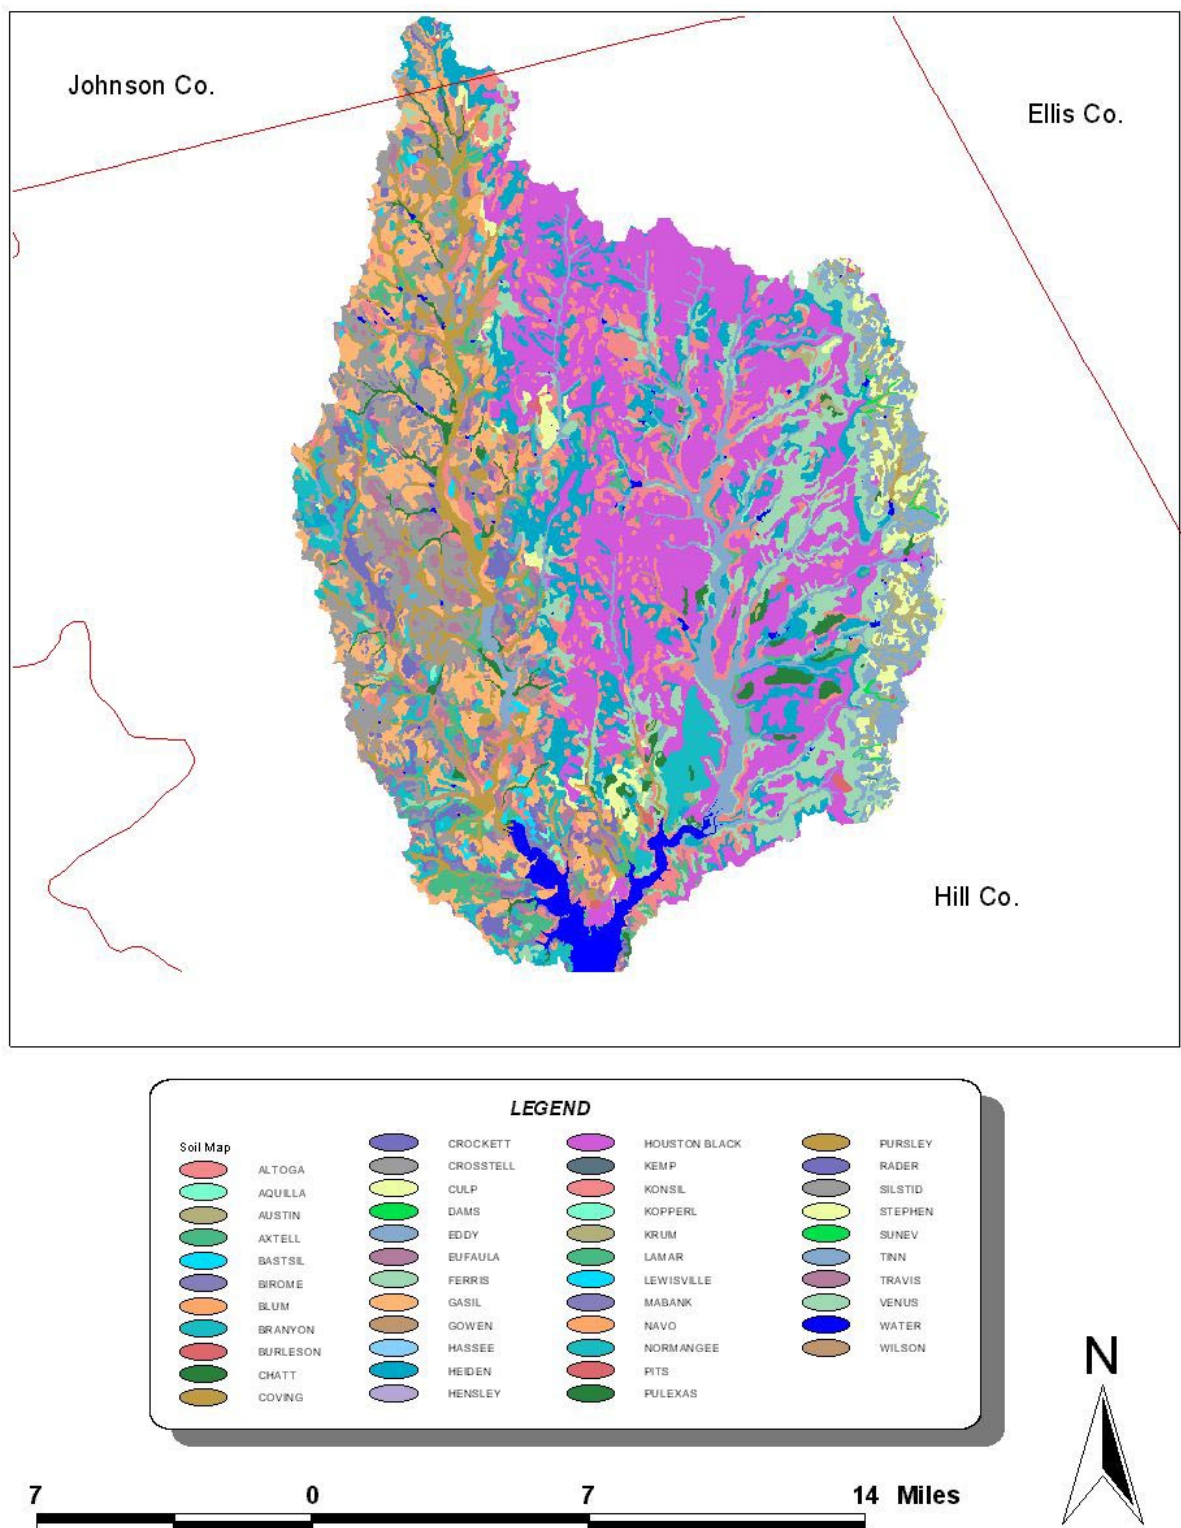 Johnson Co.
Ellis Co.
Hill Co.
LEGEND
Soil Map
ALTOGA
AQUILLA
AUSTIN
AXTELL
BASTSIL
BIROME
BLUM
BRANYON
BURLESON
CHATT
COVING
CROCKETT
CROSSTELL
CULP
DAMS
EDDY
EUFAULA
FERRIS
GASIL
GOWEN
HASSEE
HEIDEN
HENSLEY
HOUSTON BLACK
KEMP
KONSIL
KOPPERL
KRUM
LAMAR
LEWISVILLE
MABANK
NAVO
NORMANGEE
PITS
PULEXAS
PURSLEY
RADER
SILSTID
STEPHEN
SUNEV
TINN
TRAVIS
VENUS
WATER
WILSON
N
7 0 7 14 Miles